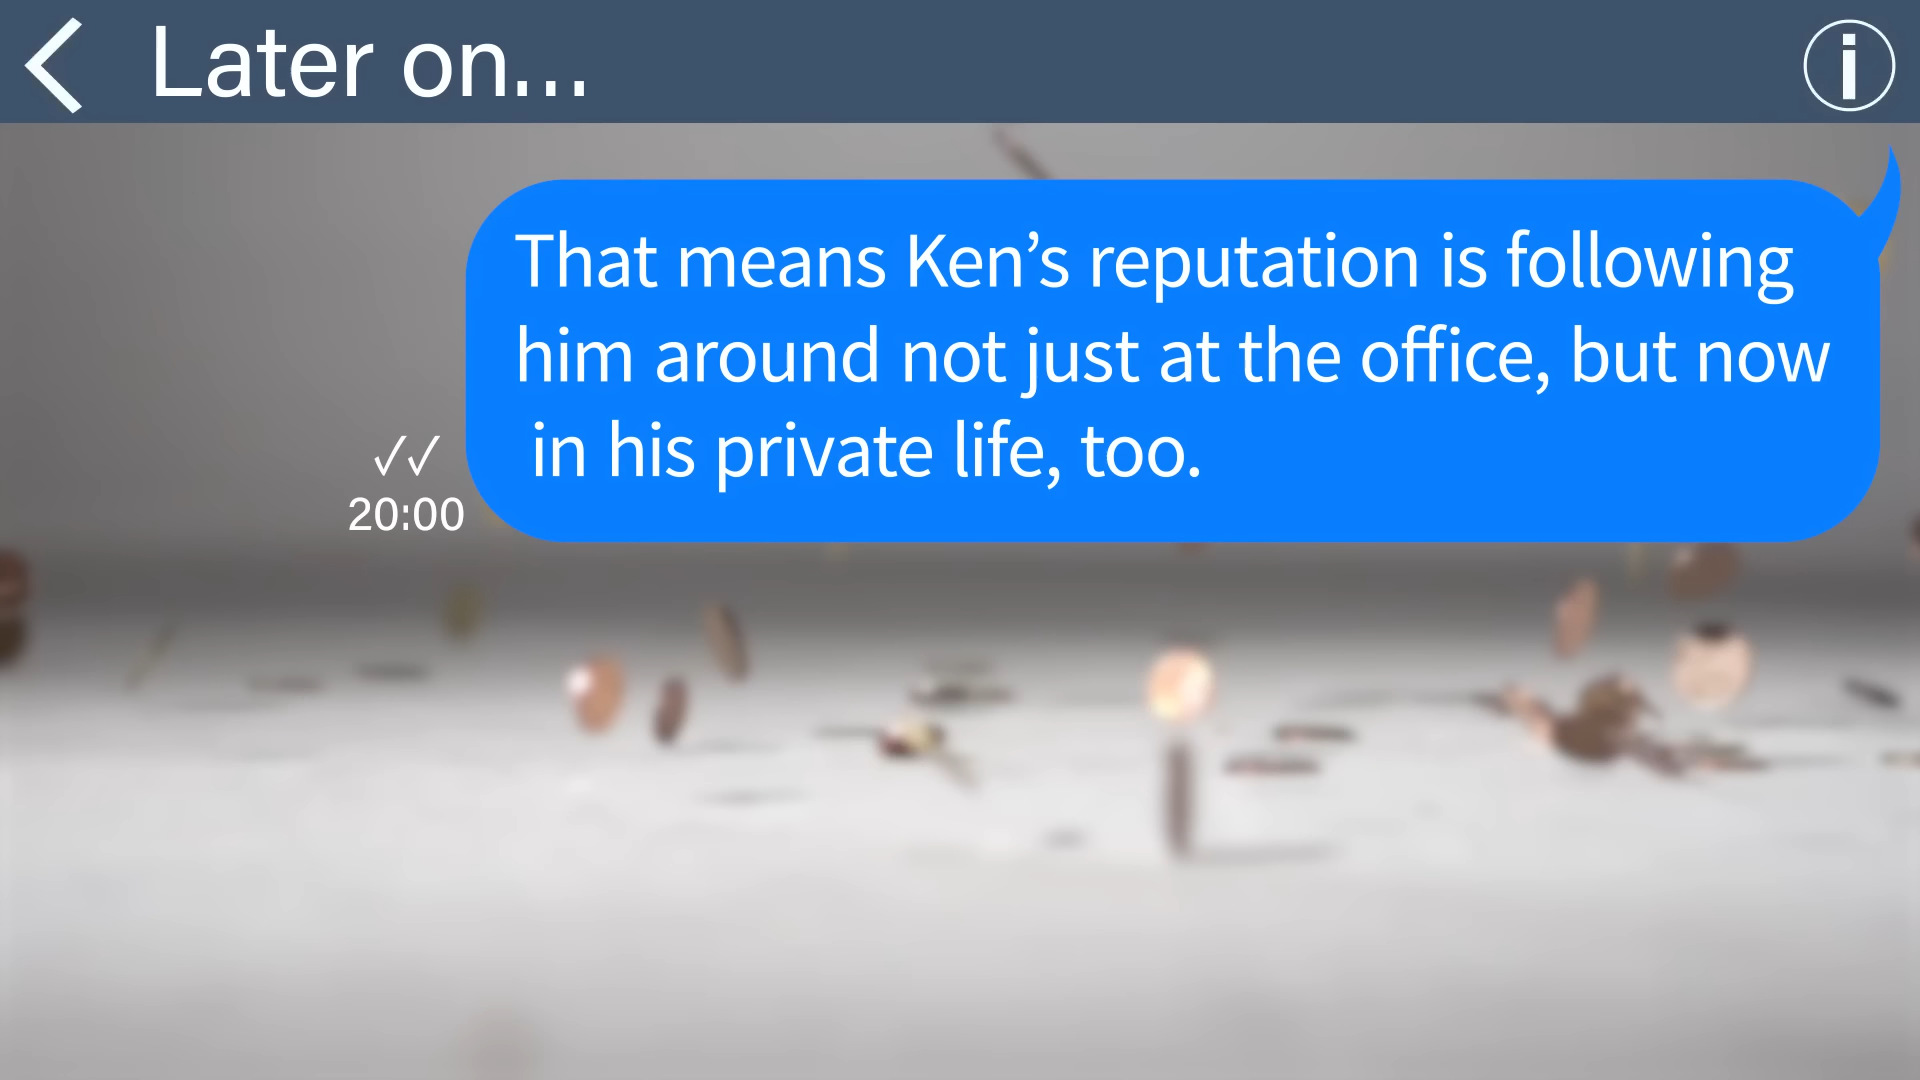 Later on...
That means Ken’s reputation is following
him around not just at the office, but now
in his private life, too.
✓✓
20:00